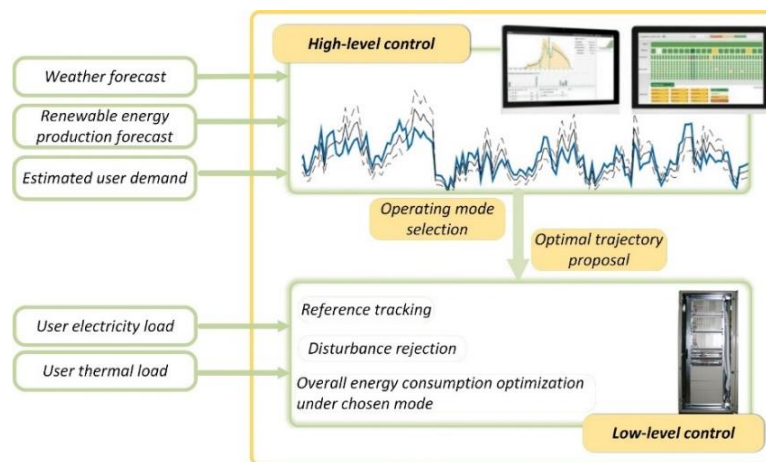 High-level control
Weather forecast
Renewable energy
production forecast
Estimated user demand
Operating mode
selection
Optimal trajectory
proposal
User electricity load
User thermal load
Reference tracking
Disturbance rejection
Overall energy consumption optimization
under chosen mode
Low-level control